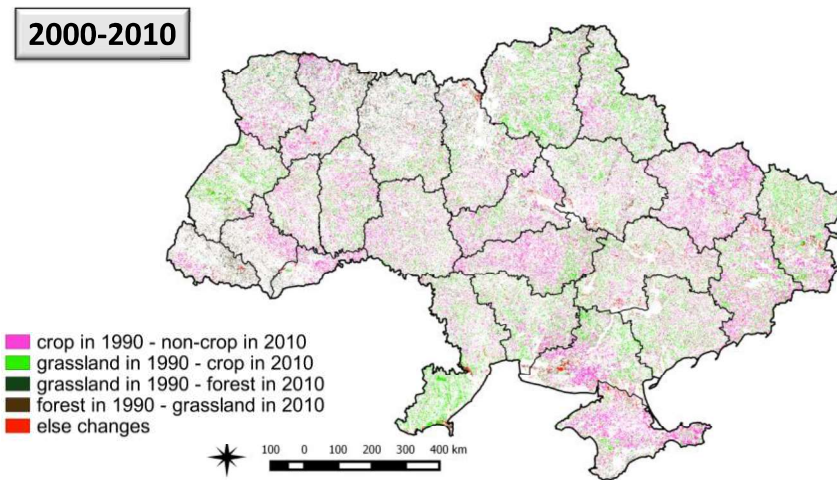 2000-2010
crop in 1990 - non-crop in 2010
grassland in 1990 - crop in 2010
grassland in 1990 - forest in 2010
forest in 1990 - grassland in 2010
else changes
100 0 100 200 300 400 km